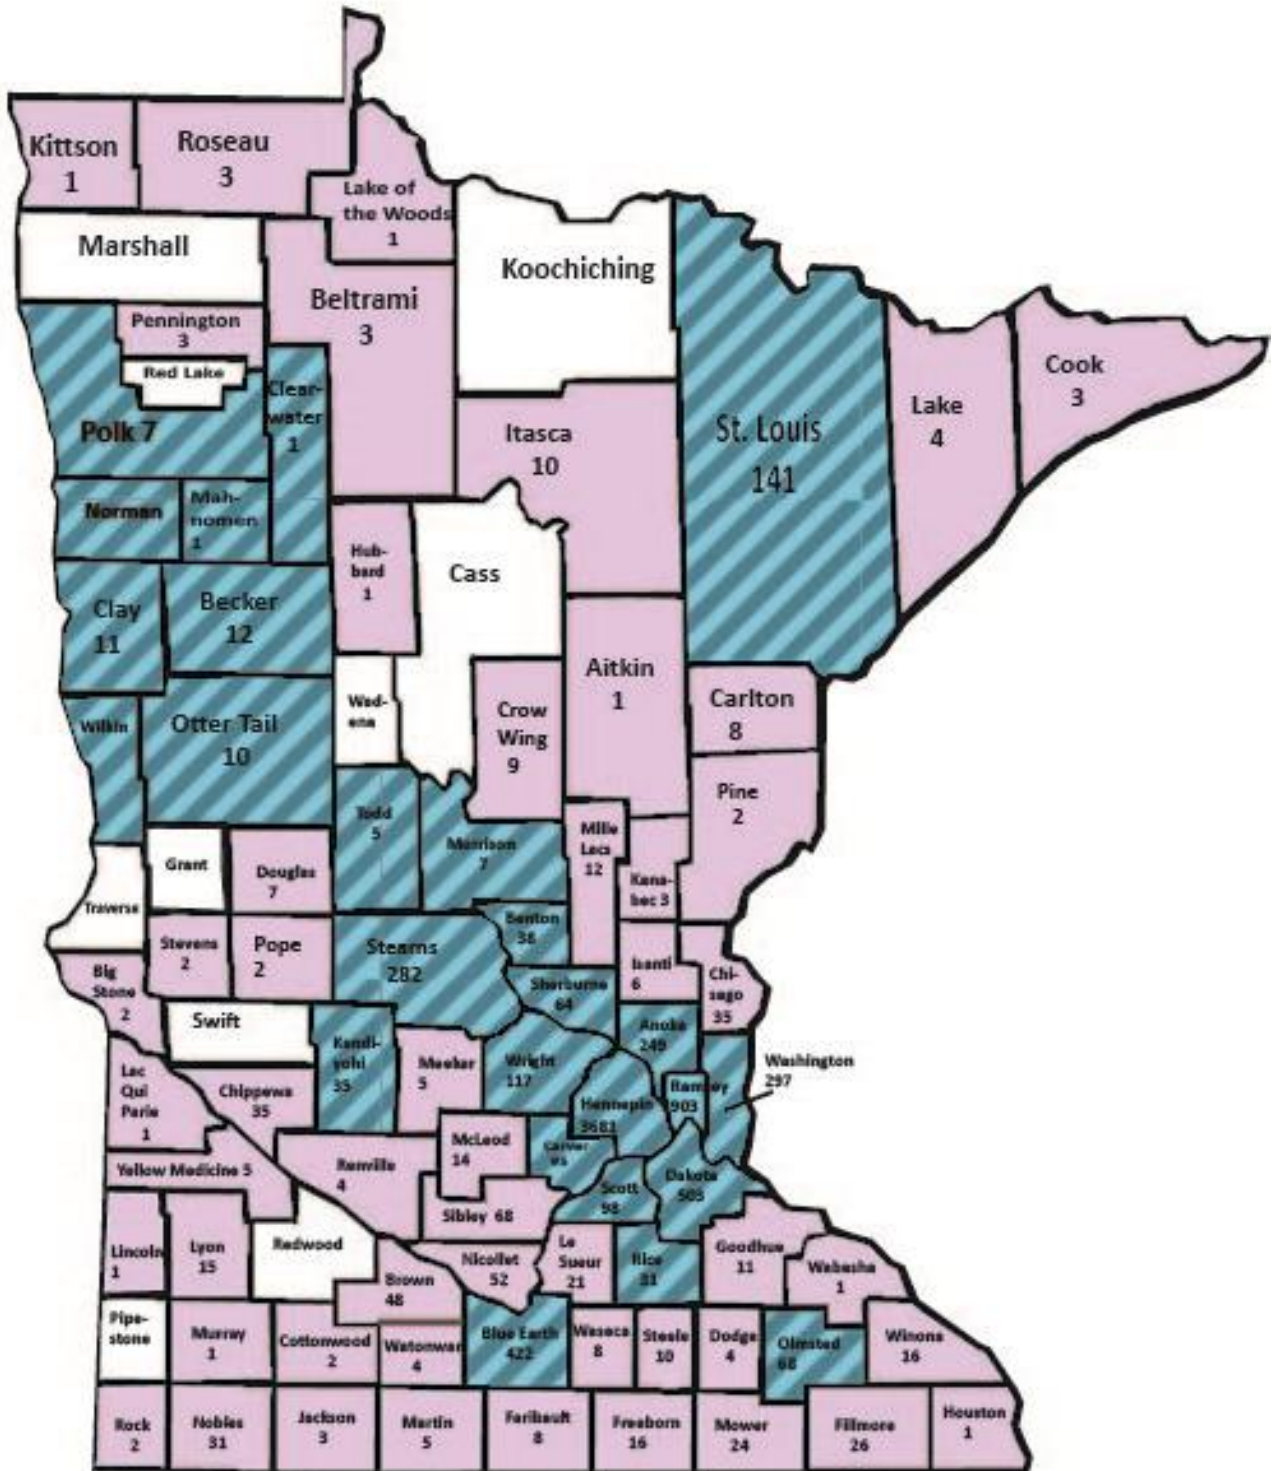 Kittson
1
Roseau
3
Lake of
the Woods
1
Marshall
Koochiching
Beltrami
3
Pennington
3
Red Lake
Clear-
water
1
Polk 7
St. Louis
141
Lake
4
Cook
3
Itasca
10
Norman
Mah-
nomen
1
Hub-
bard
1
Cass
Clay
11
Becker
12
Aitkin
1
Carlton
8
Wad-
ena
Crow
Wing
9
Wilkin
Otter Tail
10
Pine
2
Todd
5
Morrison
7
Mille
Lacs
12
Kana-
bec 3
Grant
Douglas
7
Traverse
Stevens
2
Pope
2
Stearns
282
Benton
Isanti
6
Chi-
sago
35
Big
Stone
2
Sherburne
64
Swift
Anoka
249
Kandi-
yohi
35
Meeker
5
Wright
117
Washington
297
Lac
Qui
Parle
1
Chippewa
35
Ramsey
903
Hennepin
3681
McLeod
14
Carver
Yellow Medicine 5
Renville
4
Scott
98
Dakota
503
Sibley 68
Lincoln
1
Lyon
15
Redwood
Nicollet
52
Le
Sueur
21
Rice
31
Goodhue
11
Wabasha
1
Brown
48
Pipe-
stone
Murray
1
Cottonwood
2
Watonwan
4
Blue Earth
422
Waseca
8
Steele
10
Dodge
4
Olmsted
68
Winona
16
Rock
2
Nobles
31
Jackson
3
Martin
5
Faribault
8
Freeborn
16
Mower
24
Fillmore
26
Houston
1